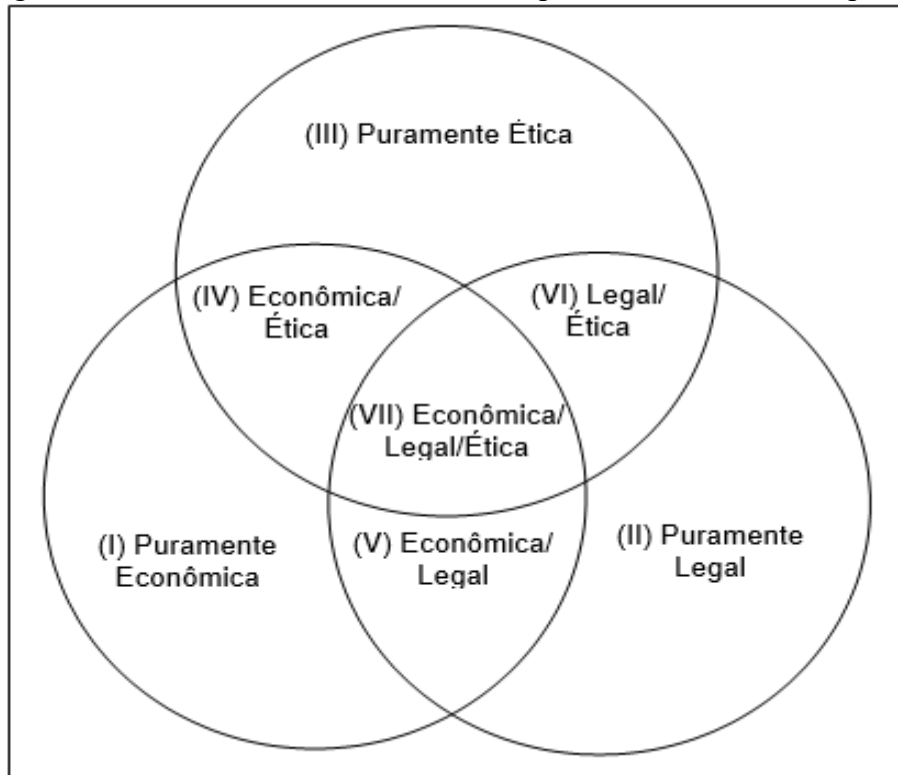 (III) Puramente Ética
(IV) Econômica/
Ética
(VI) Legal/
Ética
(VII) Econômica/
Legal/Ética
(I) Puramente
Econômica
(V) Econômica/
Legal
(II) Puramente
Legal